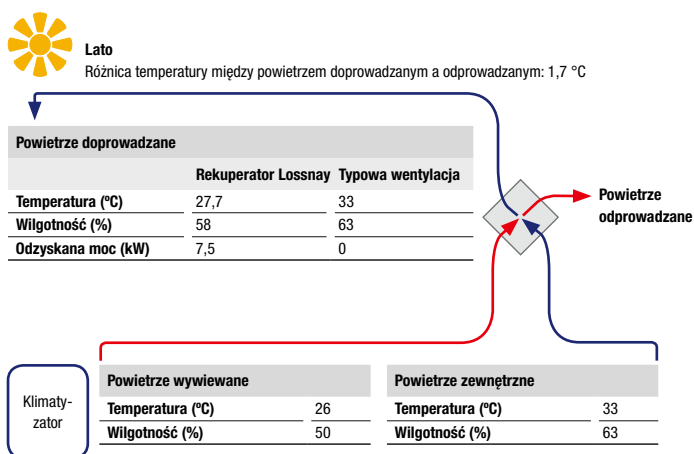 Lato
Różnica temperatury między powietrzem doprowadzanym a odprowadzanym: 1,7 °C
Powietrze doprowadzane
Rekuperator Lossnay Typowa wentylacja
Temperatura (ºC) 27,7 33
Wilgotność (%) 58 63
Odzyskana moc (kW) 7,5 0
Powietrze
odprowadzane
Klimaty-
zator
Powietrze wywiewane
Temperatura (ºC) 26
Wilgotność (%) 50
Powietrze zewnętrzne
Temperatura (ºC) 33
Wilgotność (%) 63